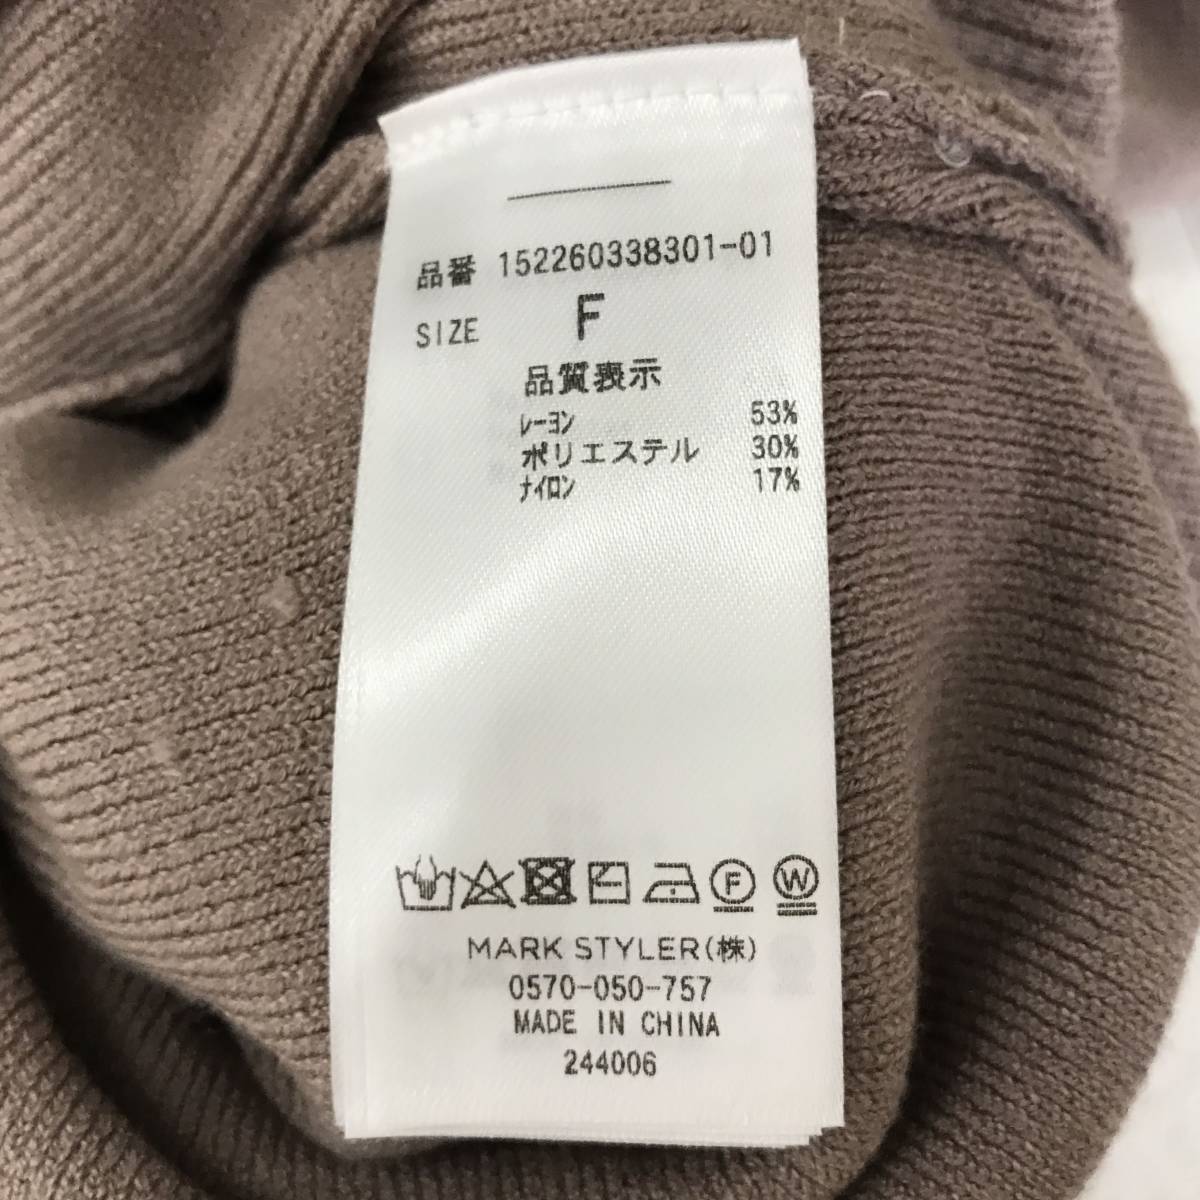 品番 152260338301-01
SIZE F
品質表示
レーヨン 53%
ポリエステル 30%
ナイロン 17%
F W
MARK STYLER(株)
0570-050-757
MADE IN CHINA
244006